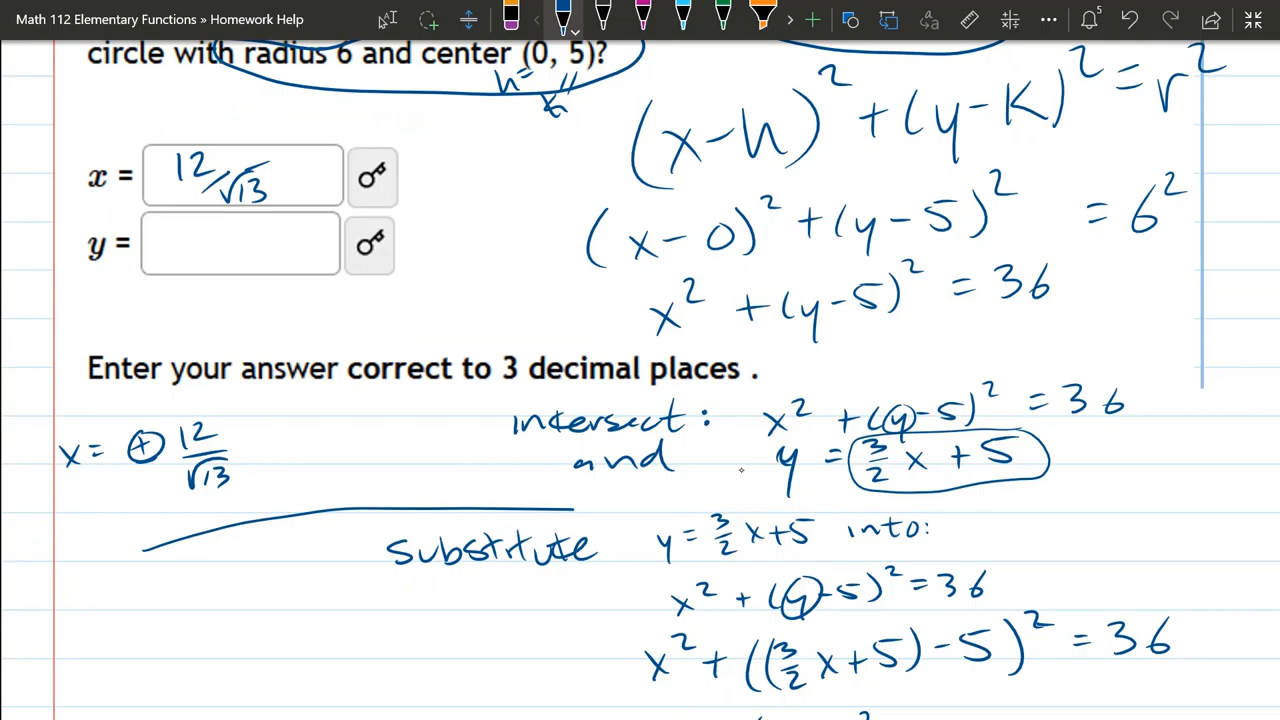 Math 112 Elementary Functions » Homework Help
5
circle with radius 6 and center (0, 5)?
h= k"
(x-h)² + (y-k)² = r²
x = 12/√13
(x-0)² + (y-5)² = 6²
y =
x² + (y-5)² = 36
Enter your answer correct to 3 decimal places .
intersect: x² + (y-5)² = 36
x = + 12/√13
and y = 3/2 x + 5
substitute y = 3/2 x+5 into:
x² + (y-5)² = 36
x² + ((3/2 x+5)-5)² = 36